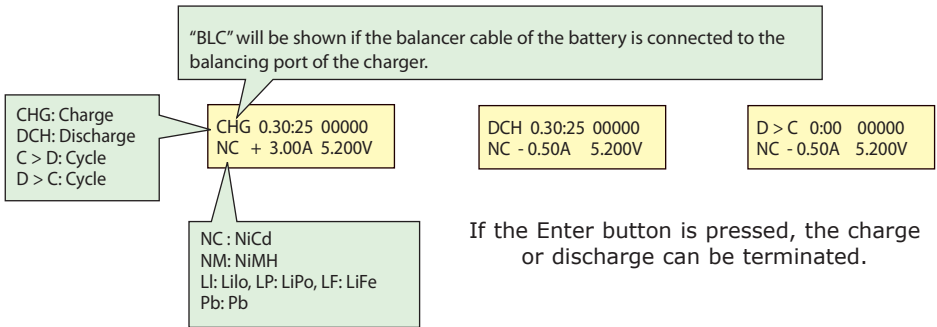 “BLC” will be shown if the balancer cable of the battery is connected to the
balancing port of the charger.
CHG: Charge
DCH: Discharge
C > D: Cycle
D > C: Cycle
CHG 0.30:25 00000
NC + 3.00A 5.200V
DCH 0.30:25 00000
NC - 0.50A 5.200V
D > C 0:00 00000
NC - 0.50A 5.200V
NC : NiCd
NM: NiMH
LI: LiIo, LP: LiPo, LF: LiFe
Pb: Pb
If the Enter button is pressed, the charge
or discharge can be terminated.